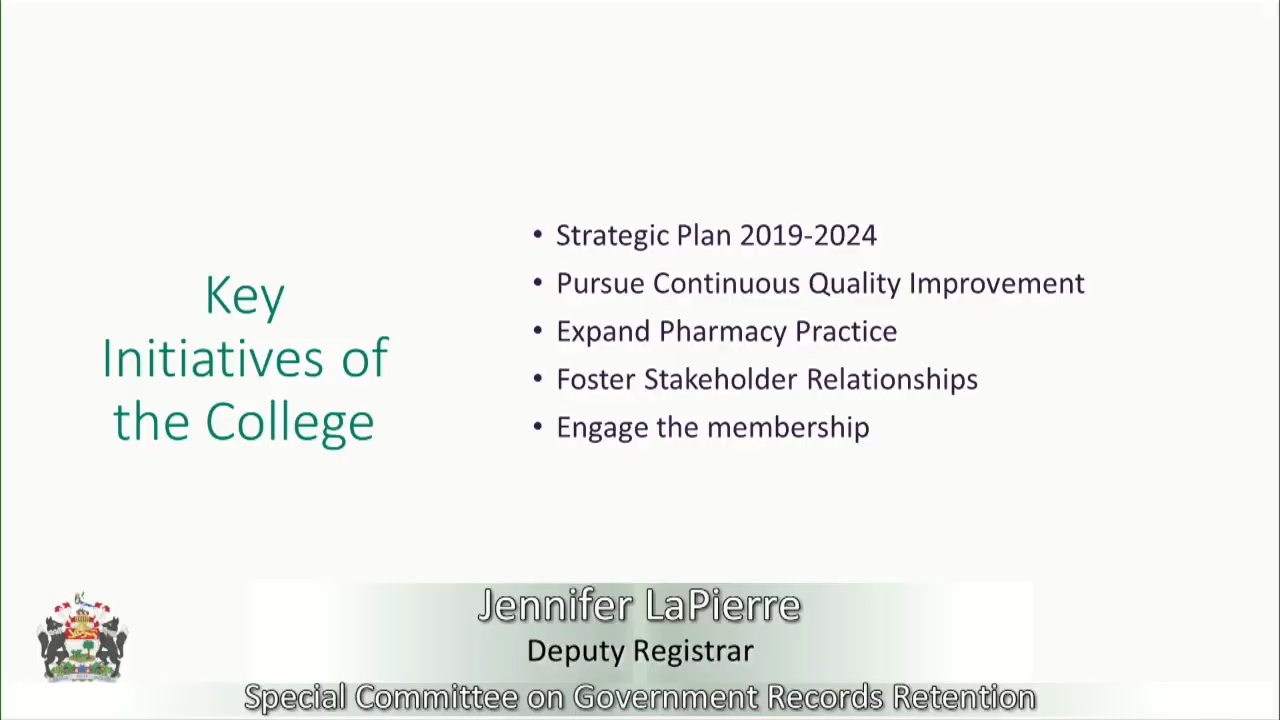 Key
Initiatives of
the College
• Strategic Plan 2019-2024
• Pursue Continuous Quality Improvement
• Expand Pharmacy Practice
• Foster Stakeholder Relationships
• Engage the membership
Jennifer LaPierre
Deputy Registrar
Special Committee on Government Records Retention